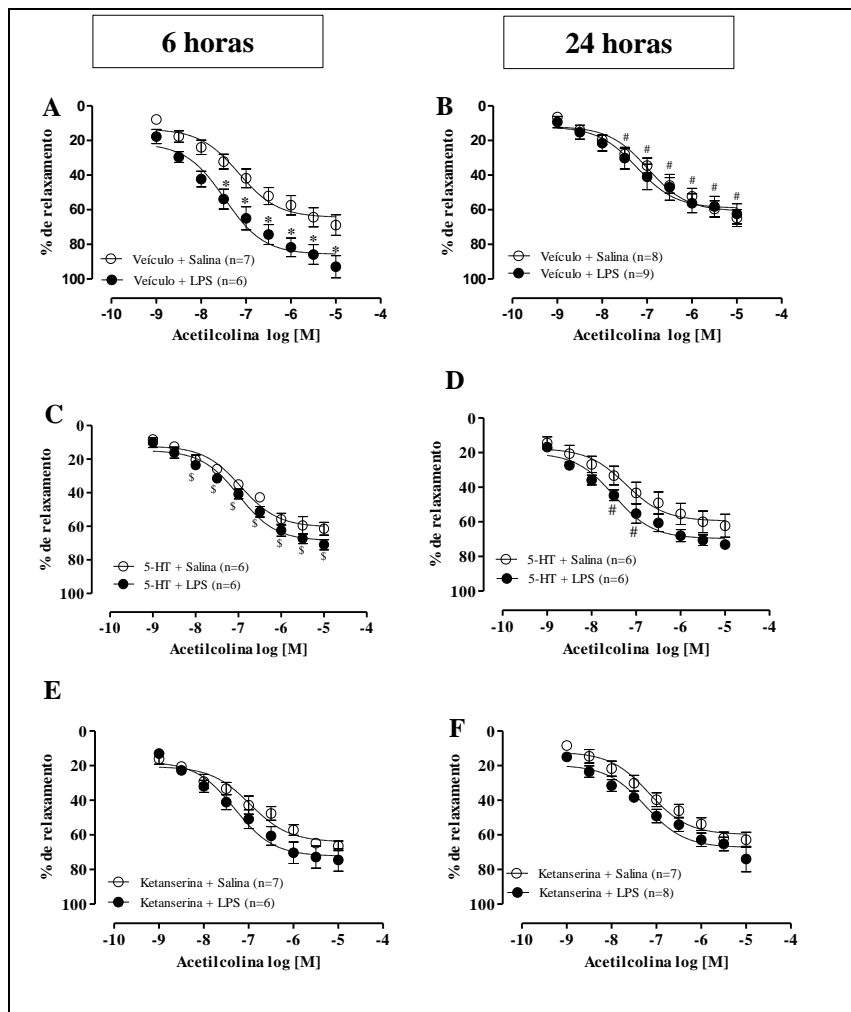 6 horas
24 horas
A
0
20
40
60
80
100
% de relaxamento
* * * * * *
Veículo + Salina (n=7)
Veículo + LPS (n=6)
-10 -9 -8 -7 -6 -5 -4
Acetilcolina log [M]
B
0
20
40
60
80
100
% de relaxamento
# # # # # #
Veículo + Salina (n=8)
Veículo + LPS (n=9)
-10 -9 -8 -7 -6 -5 -4
Acetilcolina log [M]
C
0
20
40
60
80
100
% de relaxamento
$ $ $ $ $ $ $
5-HT + Salina (n=6)
5-HT + LPS (n=6)
-10 -9 -8 -7 -6 -5 -4
Acetilcolina log [M]
D
0
20
40
60
80
100
% de relaxamento
# #
5-HT + Salina (n=6)
5-HT + LPS (n=6)
-10 -9 -8 -7 -6 -5 -4
Acetilcolina log [M]
E
0
20
40
60
80
100
% de relaxamento
Ketanserina + Salina (n=7)
Ketanserina + LPS (n=6)
-10 -9 -8 -7 -6 -5 -4
Acetilcolina log [M]
F
0
20
40
60
80
100
% de relaxamento
Ketanserina + Salina (n=7)
Ketanserina + LPS (n=8)
-10 -9 -8 -7 -6 -5 -4
Acetilcolina log [M]